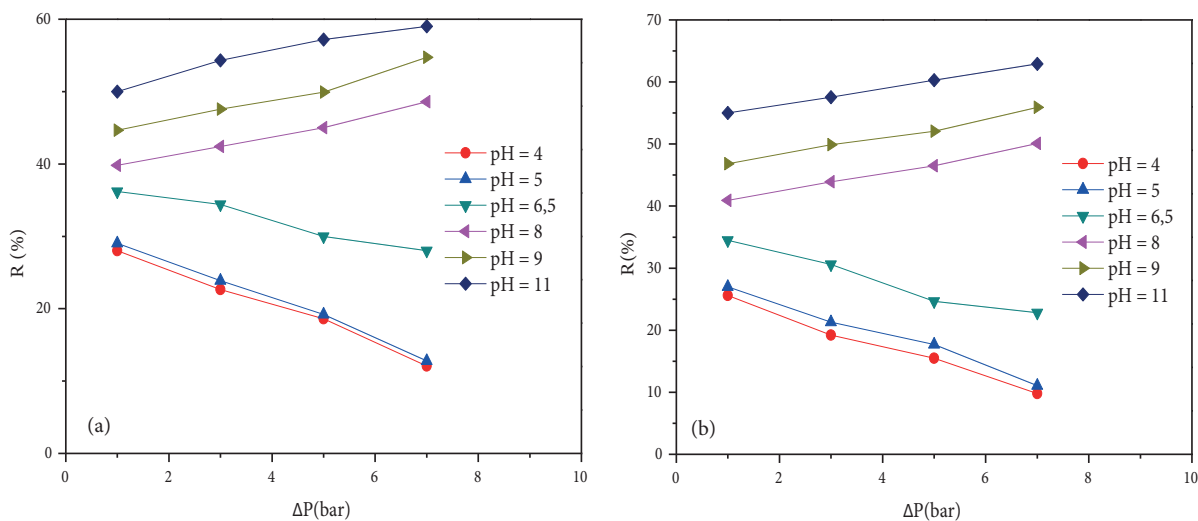 60
40
20
0
R (%)
pH = 4
pH = 5
pH = 6,5
pH = 8
pH = 9
pH = 11
(a)
0 2 4 6 8 10
ΔP(bar)
70
60
50
40
30
20
10
0
R(%)
pH = 4
pH = 5
pH = 6,5
pH = 8
pH = 9
pH = 11
(b)
0 2 4 6 8 10
ΔP(bar)